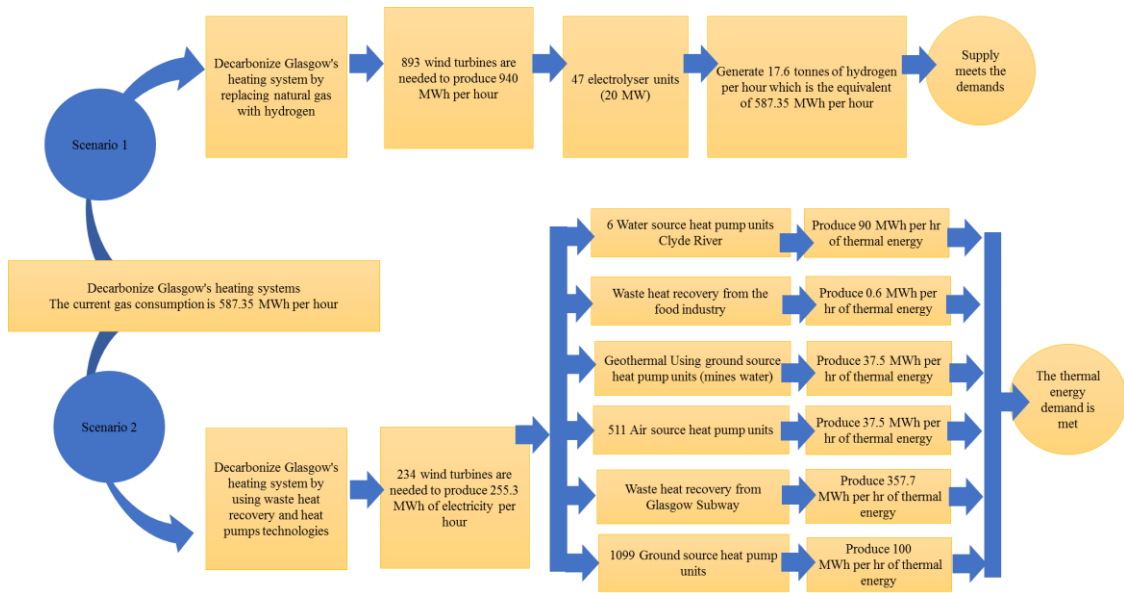 Scenario 1
Decarbonize Glasgow's
heating system by
replacing natural gas
with hydrogen
893 wind turbines are
needed to produce 940
MWh per hour
47 electrolyser units
(20 MW)
Generate 17.6 tonnes of hydrogen
per hour which is the equivalent
of 587.35 MWh per hour
Supply
meets the
demands
Decarbonize Glasgow's heating systems
The current gas consumption is 587.35 MWh per hour
Scenario 2
Decarbonize Glasgow's
heating system by
using waste heat
recovery and heat
pumps technologies
234 wind turbines are
needed to produce 255.3
MWh of electricity per
hour
6 Water source heat pump units
Clyde River
Produce 90 MWh per hr
of thermal energy
Waste heat recovery from the
food industry
Produce 0.6 MWh per
hr of thermal energy
Geothermal Using ground source
heat pump units (mines water)
Produce 37.5 MWh per
hr of thermal energy
511 Air source heat pump units
Produce 37.5 MWh per
hr of thermal energy
Waste heat recovery from
Glasgow Subway
Produce 357.7
MWh per hr of thermal
energy
1099 Ground source heat pump
units
Produce 100
MWh per hr of thermal
energy
The thermal
energy
demand is
met